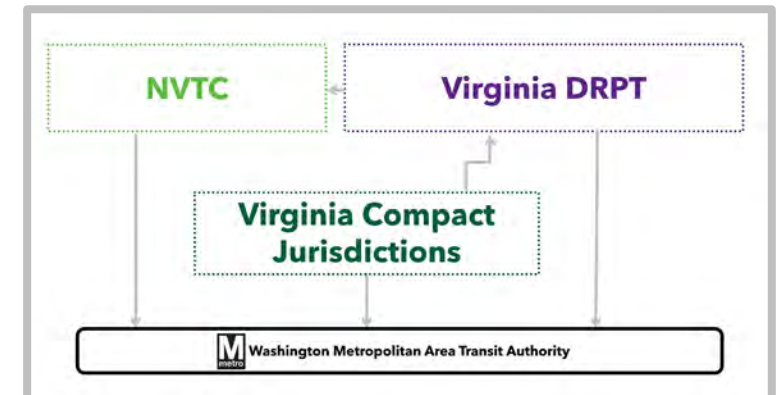 NVTC
Virginia DRPT
Virginia Compact
Jurisdictions
M
metro
Washington Metropolitan Area Transit Authority